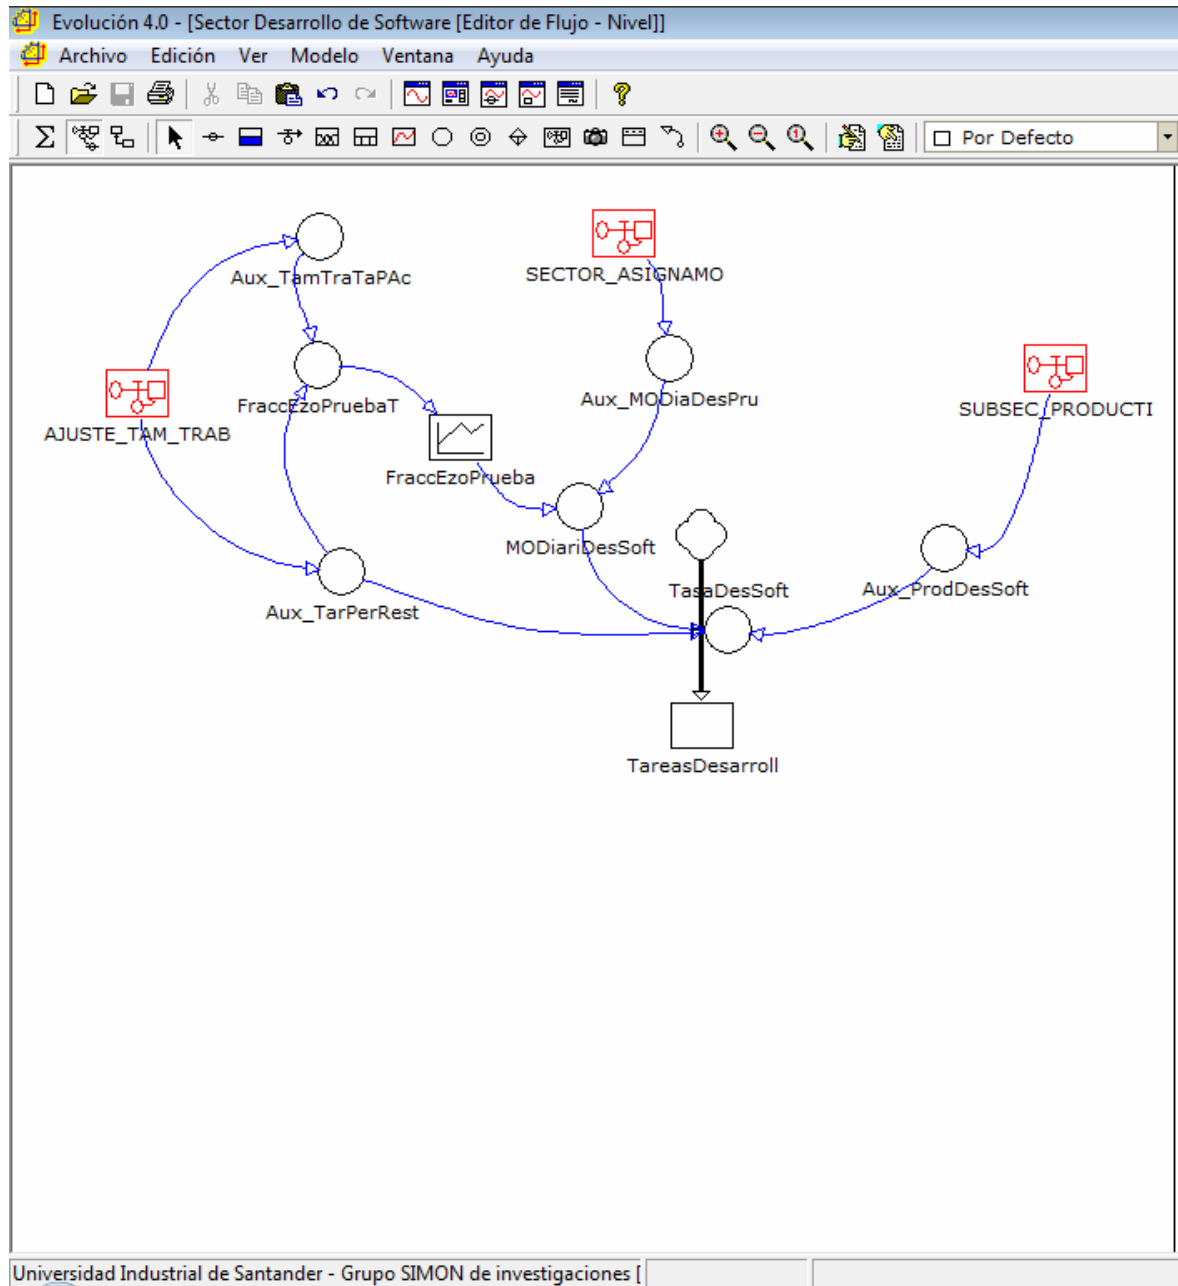 Evolución 4.0 - [Sector Desarrollo de Software [Editor de Flujo - Nivel]]
Archivo Edición Ver Modelo Ventana Ayuda
Por Defecto
Aux_TamTraTaPAc
SECTOR_ASIGNAMO
FraccEzoPruebaT
Aux_MODiaDesPru
SUBSEC_PRODUCTI
AJUSTE_TAM_TRAB
FraccEzoPrueba
MODiariDesSoft
TasaDesSoft
Aux_ProdDesSoft
Aux_TarPerRest
TareasDesarroll
Universidad Industrial de Santander - Grupo SIMON de investigaciones [